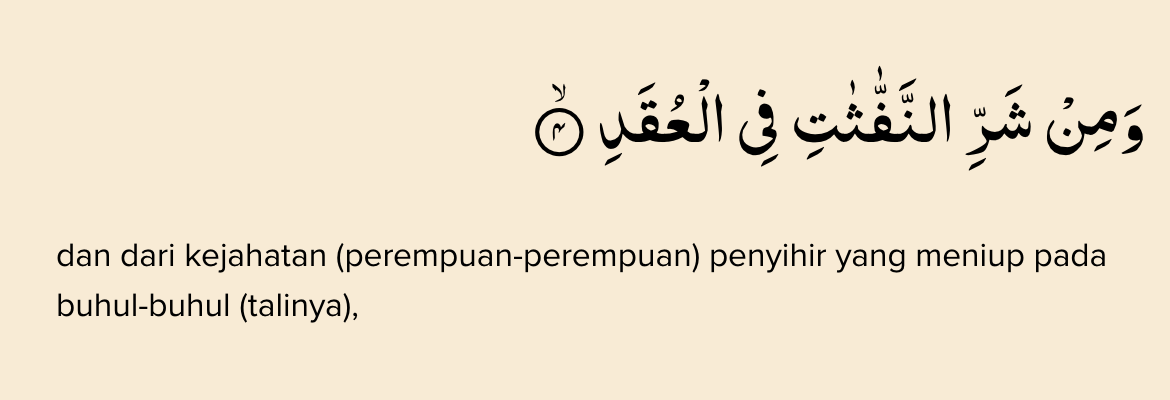 وَمِنْ شَرِّ النَّفّٰثٰتِ فِى الْعُقَدِ ۙ ٤
dan dari kejahatan (perempuan-perempuan) penyihir yang meniup pada
buhul-buhul (talinya),